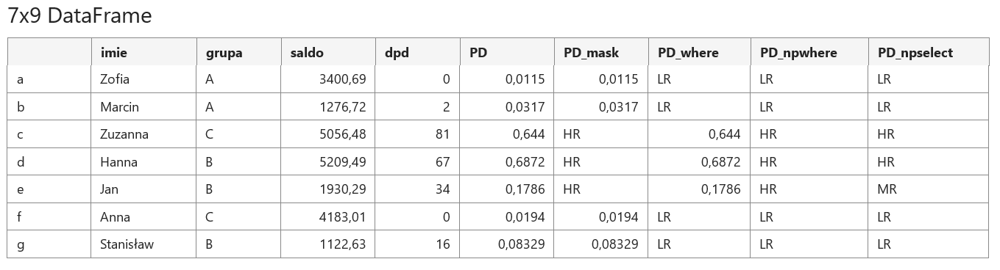 7x9 DataFrame
imie grupa saldo dpd PD PD_mask PD_where PD_npwhere PD_npselect
a Zofia A 3400,69 0 0,0115 0,0115 LR LR LR
b Marcin A 1276,72 2 0,0317 0,0317 LR LR LR
c Zuzanna C 5056,48 81 0,644 HR 0,644 HR HR
d Hanna B 5209,49 67 0,6872 HR 0,6872 HR HR
e Jan B 1930,29 34 0,1786 HR 0,1786 HR MR
f Anna C 4183,01 0 0,0194 0,0194 LR LR LR
g Stanisław B 1122,63 16 0,08329 0,08329 LR LR LR